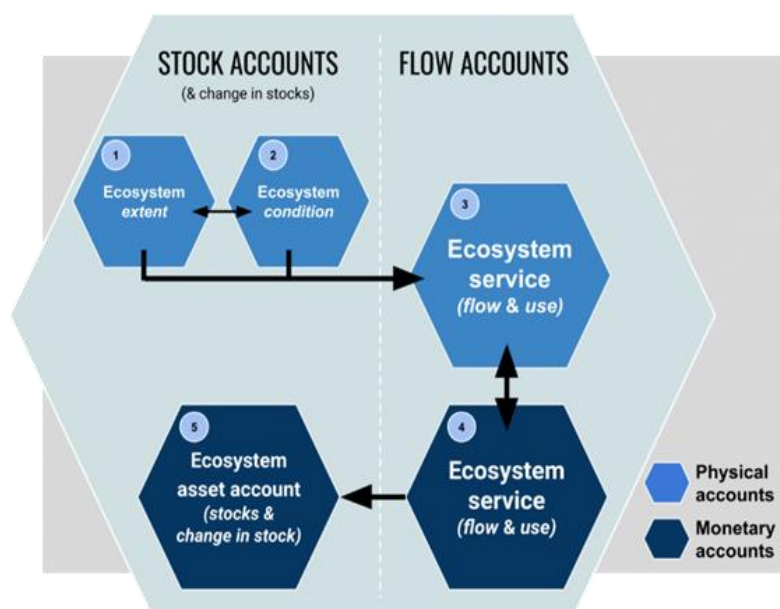 STOCK ACCOUNTS
(& change in stocks)
FLOW ACCOUNTS
1
Ecosystem
extent
2
Ecosystem
condition
3
Ecosystem
service
(flow & use)
5
Ecosystem
asset account
(stocks &
change in stock)
4
Ecosystem
service
(flow & use)
Physical
accounts
Monetary
accounts